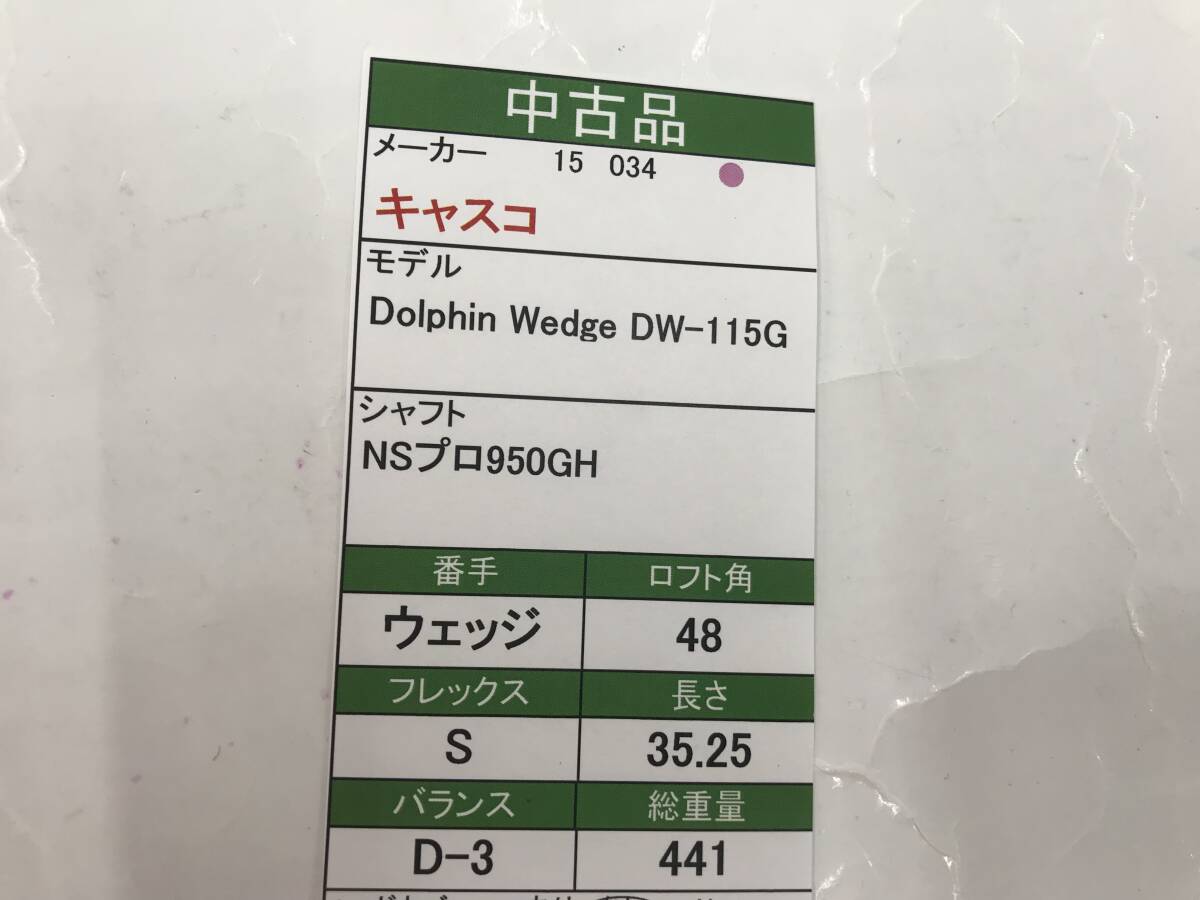 中古品
メーカー 15 034
キャスコ
モデル
Dolphin Wedge DW-115G
シャフト
NSプロ950GH
番手 ロフト角
ウェッジ 48
フレックス 長さ
S 35.25
バランス 総重量
D-3 441